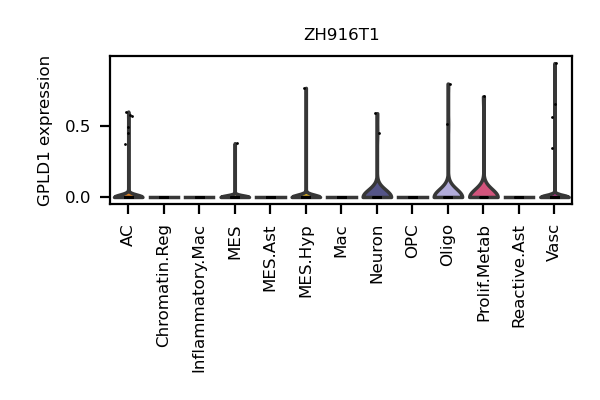 ZH916T1
GPLD1 expression
0.5
0.0
AC
Chromatin.Reg
Inflammatory.Mac
MES
MES.Ast
MES.Hyp
Mac
Neuron
OPC
Oligo
Prolif.Metab
Reactive.Ast
Vasc